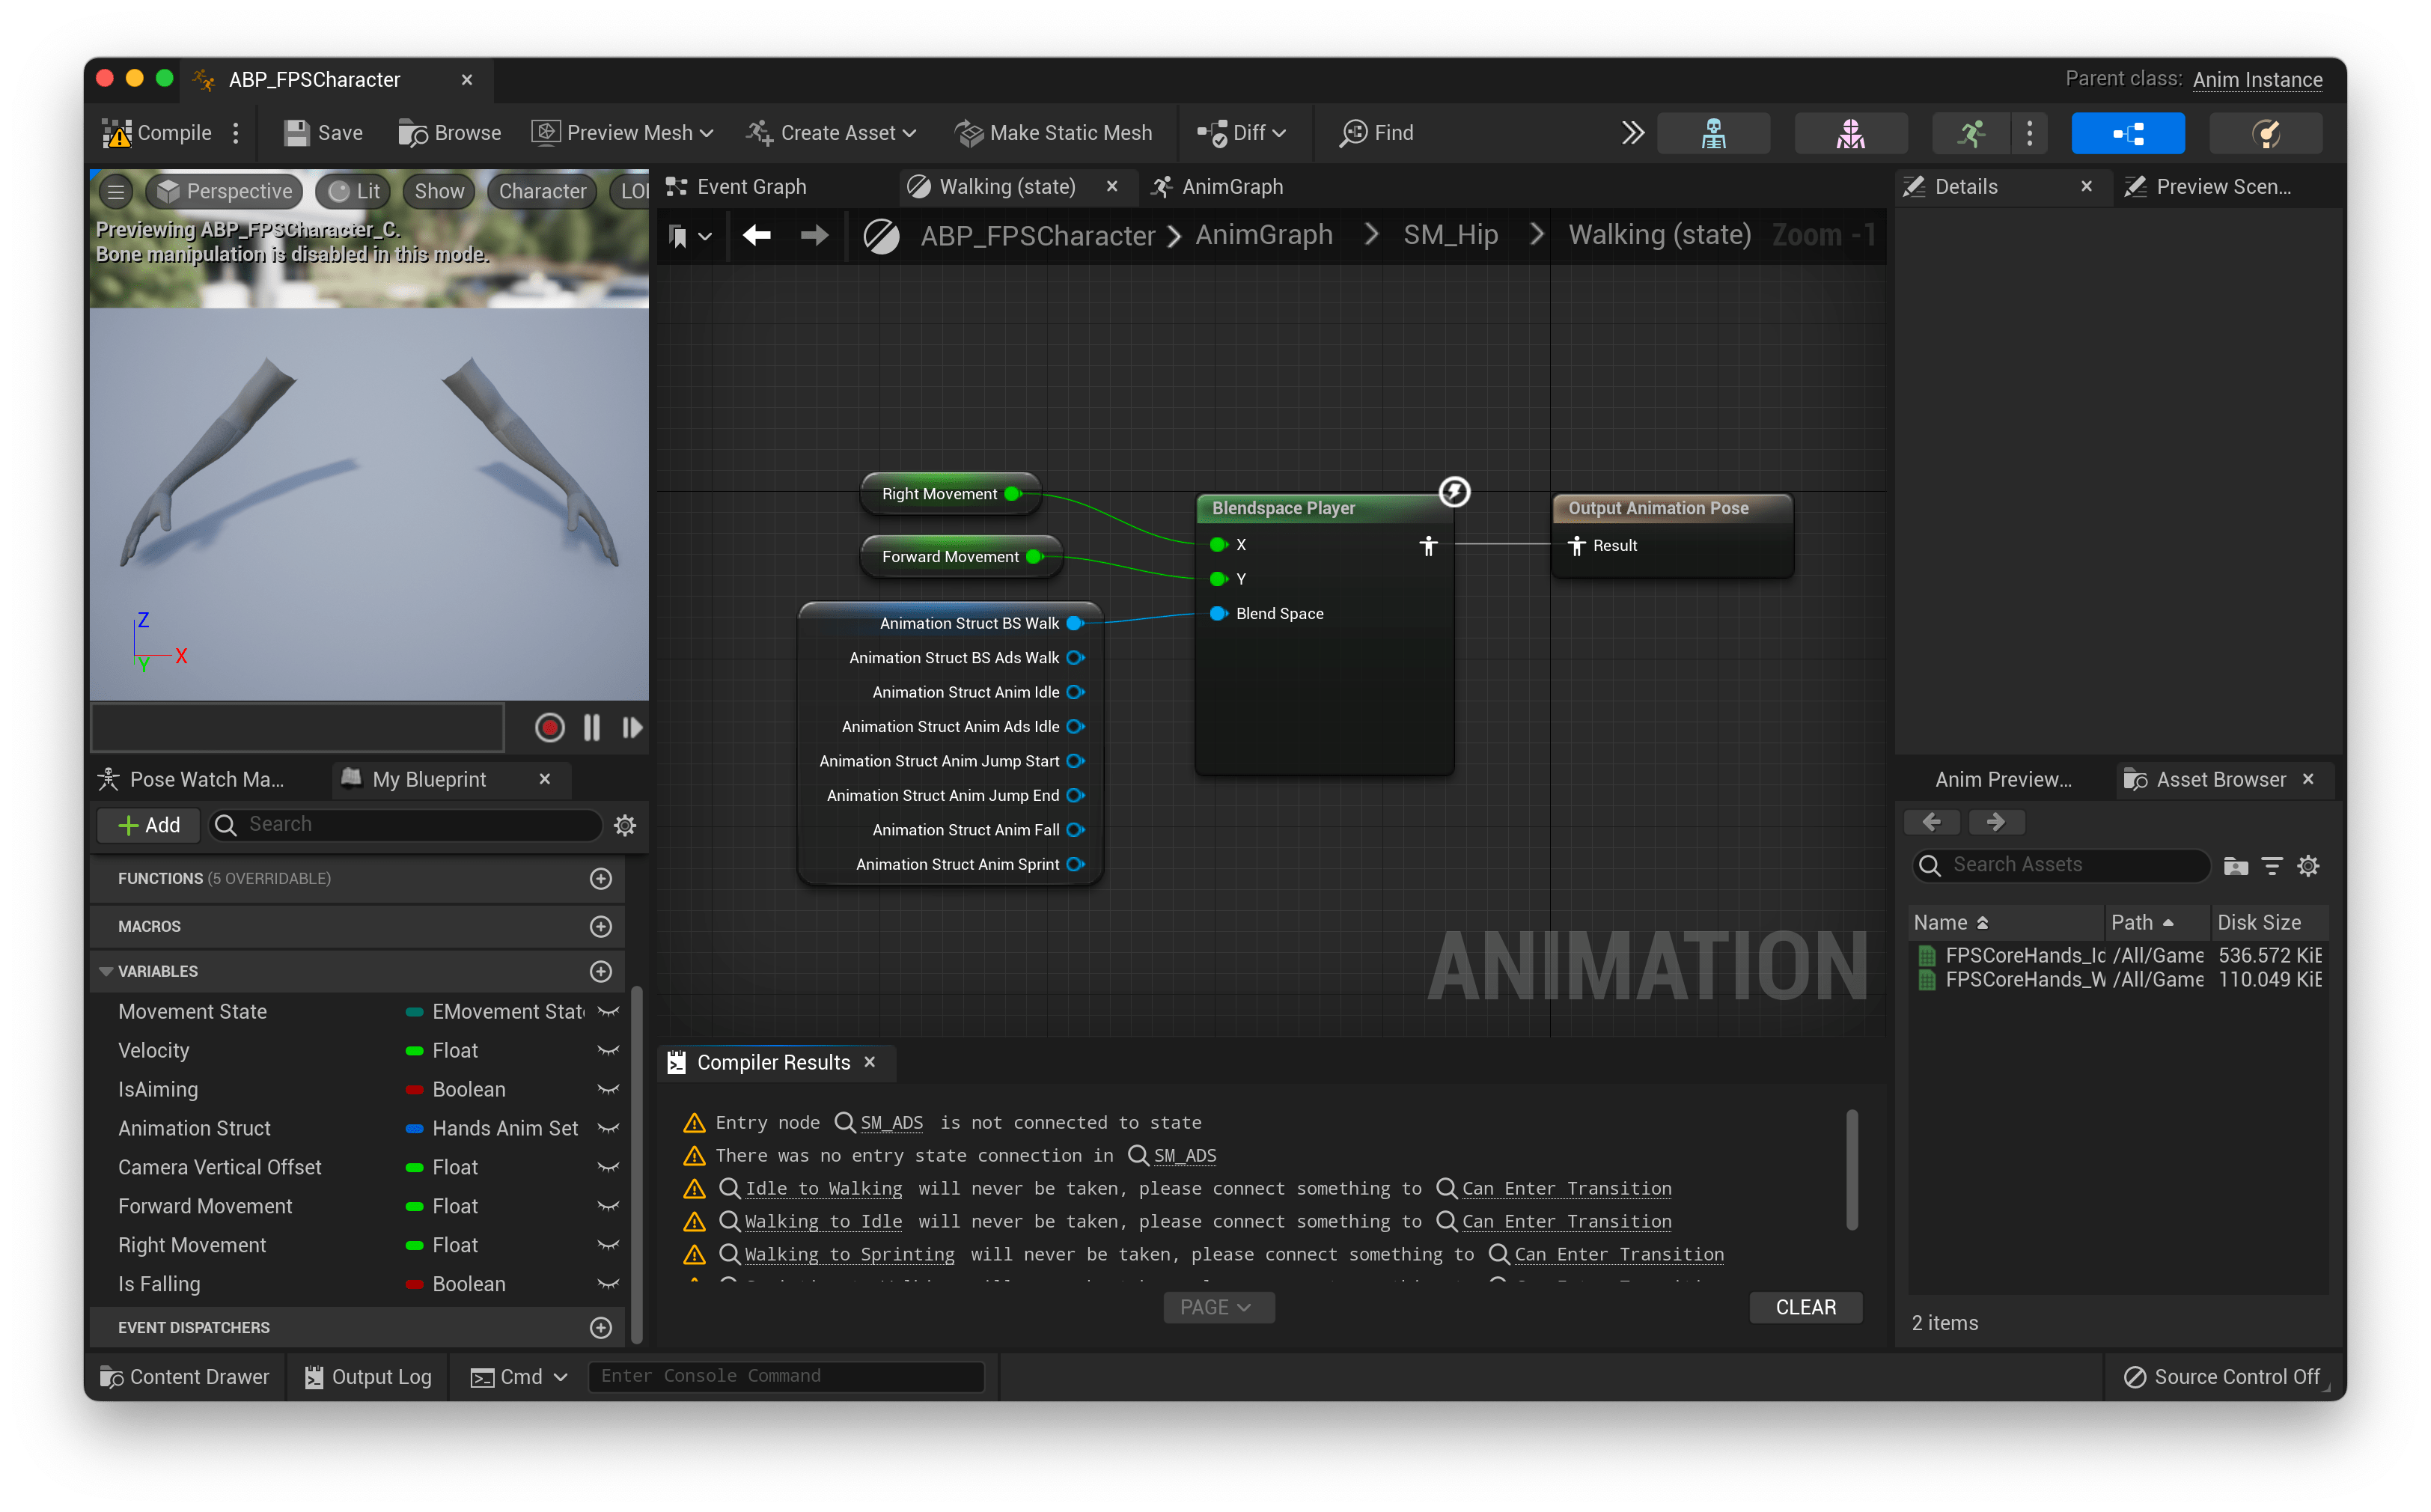 ABP_FPSCharacter
Parent class: Anim Instance
Compile
Save
Browse
Preview Mesh
Create Asset
Make Static Mesh
Diff
Find
Perspective
Lit
Show
Character
Previewing ABP_FPSCharacter_C.
Bone manipulation is disabled in this mode.
Z
X
Y
Event Graph
Walking (state)
AnimGraph
ABP_FPSCharacter > AnimGraph > SM_Hip > Walking (state)
Zoom -1
Right Movement
Forward Movement
Animation Struct BS Walk
Animation Struct BS Ads Walk
Animation Struct Anim Idle
Animation Struct Anim Ads Idle
Animation Struct Anim Jump Start
Animation Struct Anim Jump End
Animation Struct Anim Fall
Animation Struct Anim Sprint
Blendspace Player
X
Y
Blend Space
Output Animation Pose
Result
ANIMATION
Pose Watch Ma...
My Blueprint
Add
Search
FUNCTIONS (5 OVERRIDABLE)
MACROS
VARIABLES
Movement State EMovement Stat
Velocity Float
IsAiming Boolean
Animation Struct Hands Anim Set
Camera Vertical Offset Float
Forward Movement Float
Right Movement Float
Is Falling Boolean
EVENT DISPATCHERS
Compiler Results
Entry node SM_ADS is not connected to state
There was no entry state connection in SM_ADS
Idle to Walking will never be taken, please connect something to Can Enter Transition
Walking to Idle will never be taken, please connect something to Can Enter Transition
Walking to Sprinting will never be taken, please connect something to Can Enter Transition
PAGE
CLEAR
Details
Preview Scen...
Anim Preview...
Asset Browser
Search Assets
Name Path Disk Size
FPSCoreHands_Id /All/Game 536.572 KiB
FPSCoreHands_W /All/Game 110.049 KiB
2 items
Content Drawer
Output Log
Cmd
Enter Console Command
Source Control Off